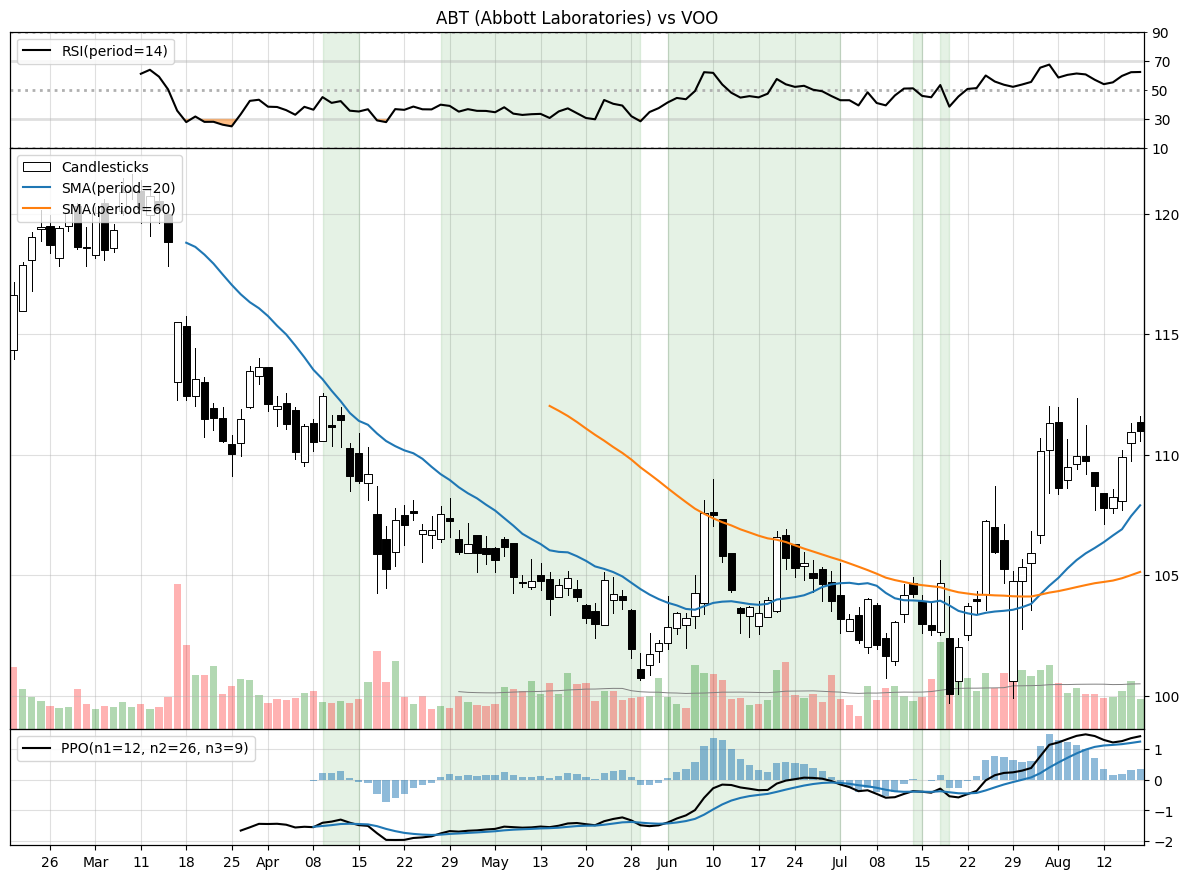 ABT (Abbott Laboratories) vs VOO
RSI(period=14)
90
70
50
30
10
Candlesticks
SMA(period=20)
SMA(period=60)
120
115
110
105
100
PPO(n1=12, n2=26, n3=9)
1
0
−1
−2
26 Mar 11 18 25 Apr 08 15 22 29 May 13 20 28 Jun 10 17 24 Jul 08 15 22 29 Aug 12